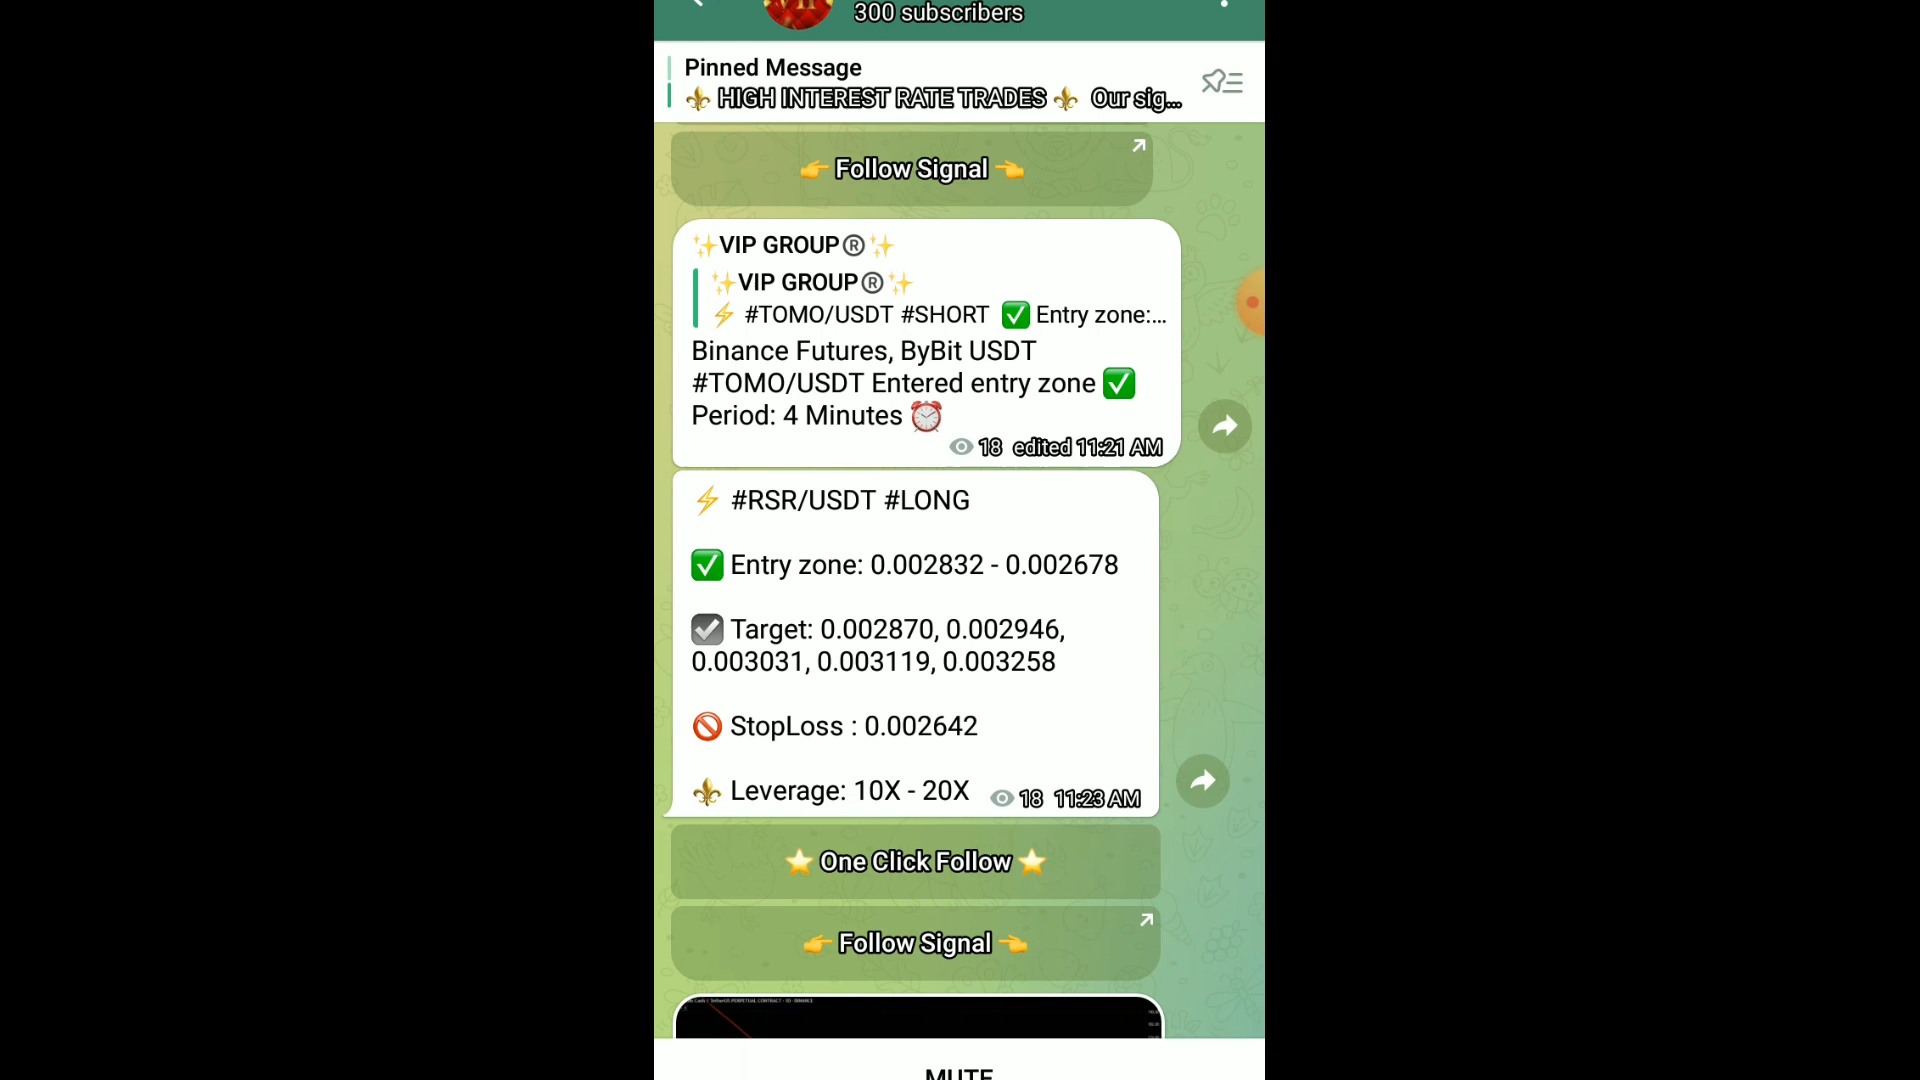 VIP
300 subscribers
Pinned Message
⚜️ HIGH INTEREST RATE TRADES ⚜️ Our sig...
👉 Follow Signal 👈
✨VIP GROUP®✨
✨VIP GROUP®✨
⚡ #TOMO/USDT #SHORT ✅ Entry zone:...
Binance Futures, ByBit USDT
#TOMO/USDT Entered entry zone ✅
Period: 4 Minutes ⏰
18 edited 11:21 AM
⚡ #RSR/USDT #LONG
✅ Entry zone: 0.002832 - 0.002678
☑️ Target: 0.002870, 0.002946,
0.003031, 0.003119, 0.003258
🚫 StopLoss : 0.002642
⚜️ Leverage: 10X - 20X 18 11:23 AM
⭐ One Click Follow ⭐
👉 Follow Signal 👈
MUTE